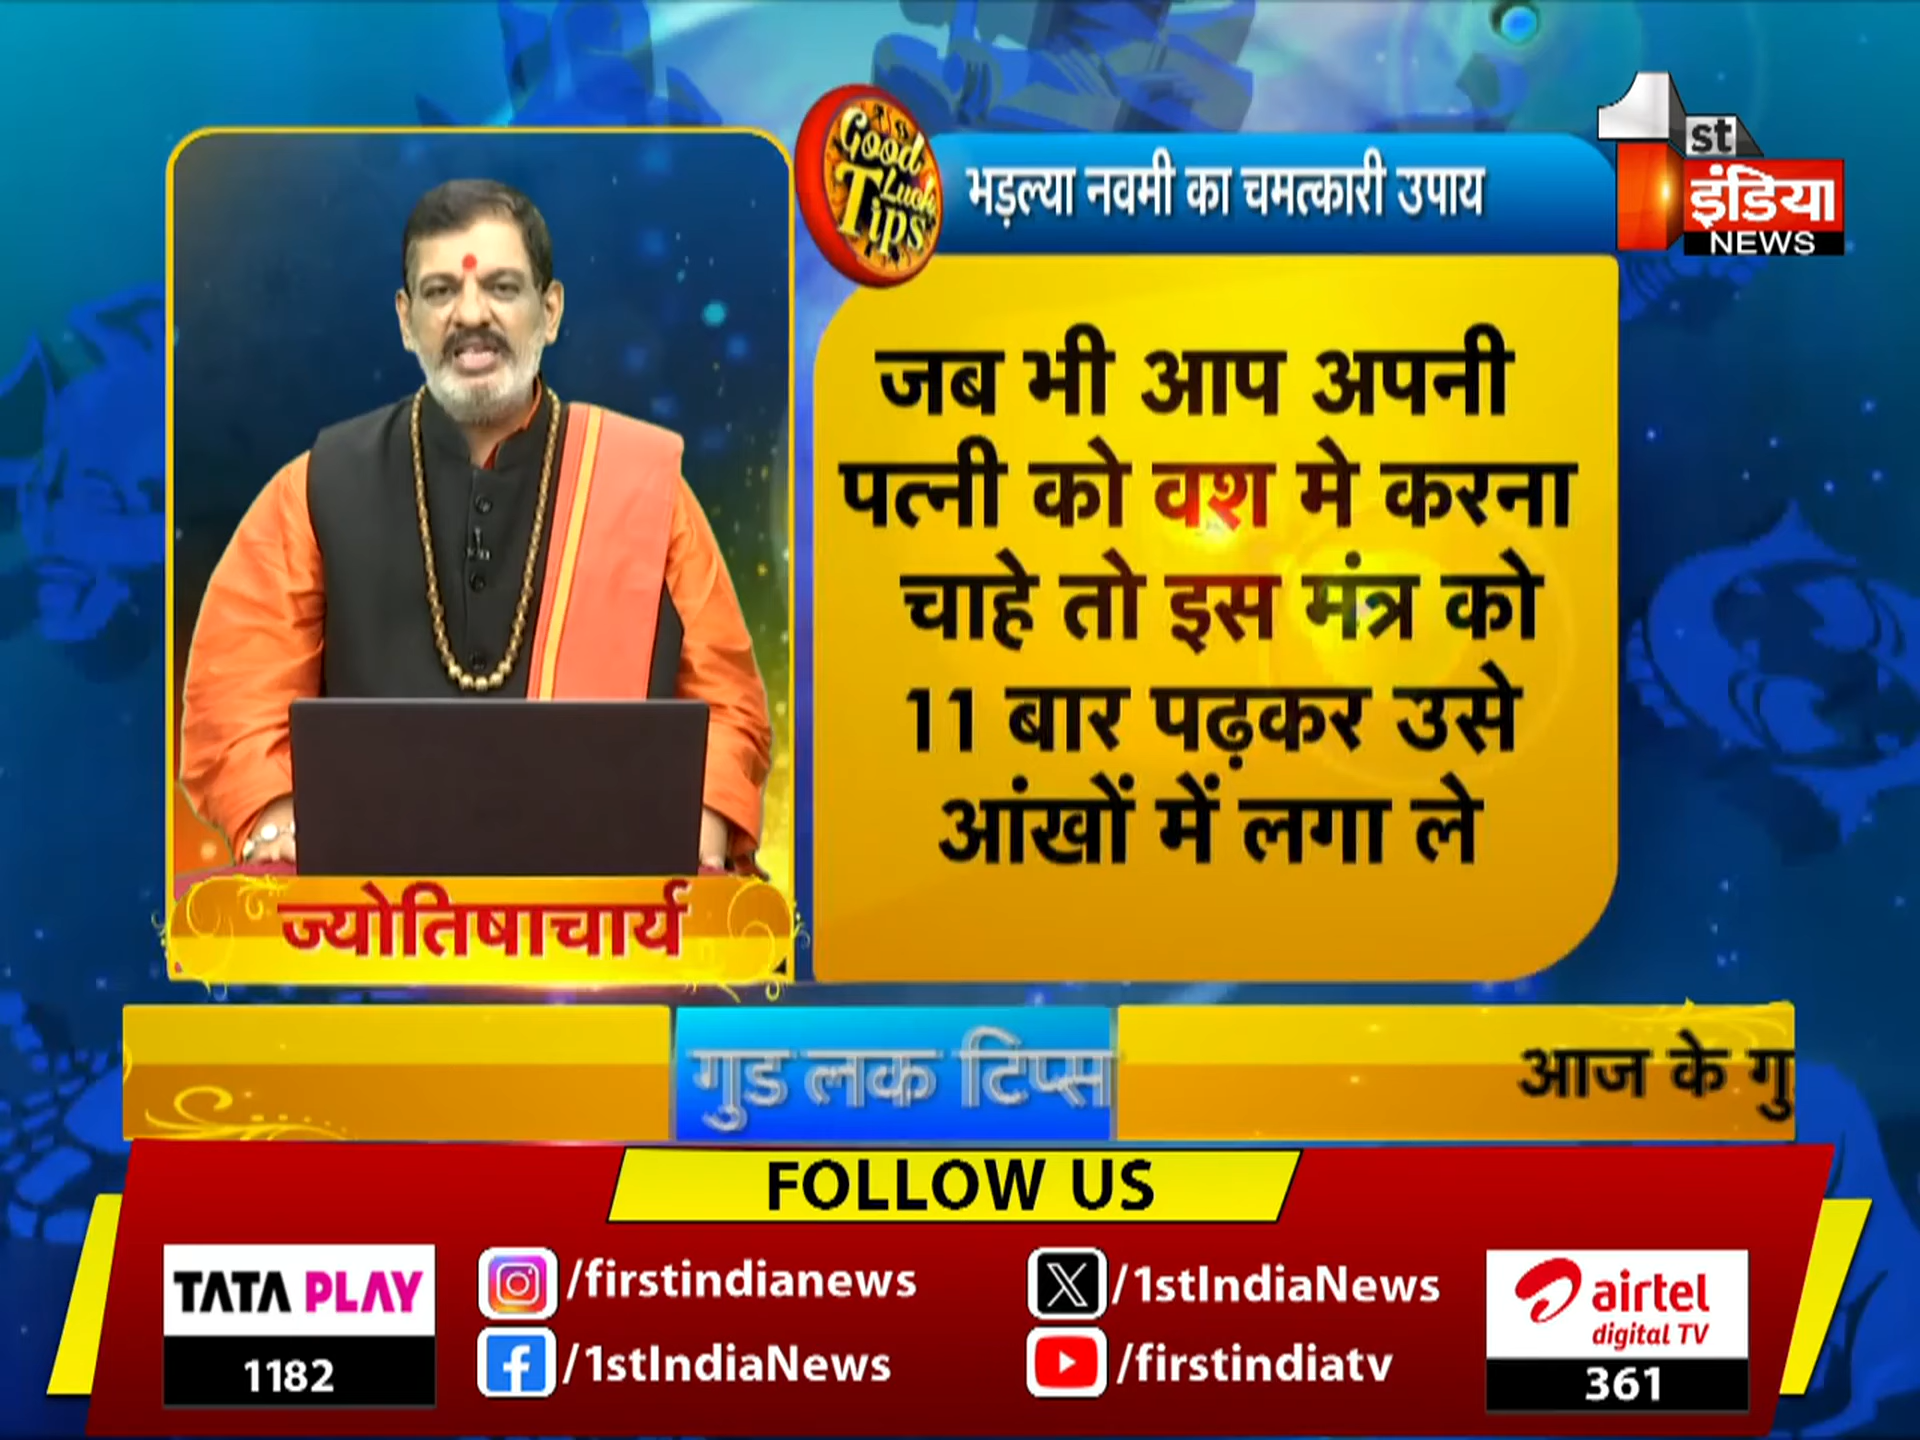 Good
Luck
Tips
भड़ल्या नवमी का चमत्कारी उपाय
1st
इंडिया
NEWS
जब भी आप अपनी
पत्नी को वश मे करना
चाहे तो इस मंत्र को
11 बार पढ़कर उसे
आंखों में लगा ले
ज्योतिषाचार्य
गुड लक टिप्स
आज के गु
FOLLOW US
TATA PLAY
1182
/firstindianews
/1stIndiaNews
/1stIndiaNews
/firstindiatv
airtel
digital TV
361